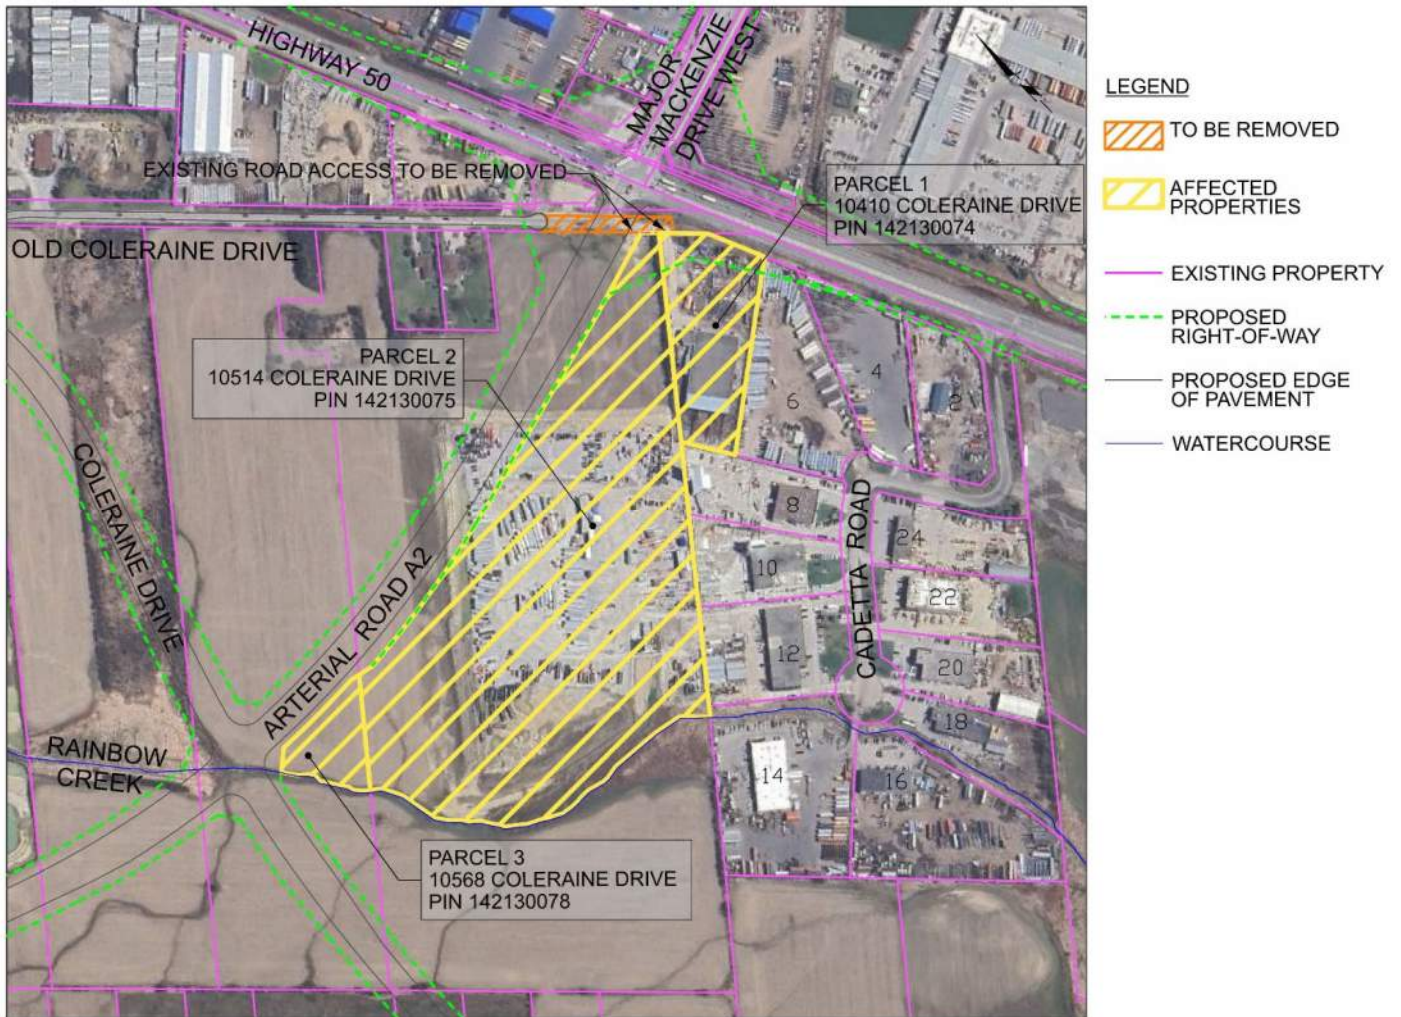 HIGHWAY 50
MAJOR
MACKENZIE
DRIVE WEST
EXISTING ROAD ACCESS TO BE REMOVED
PARCEL 1
10410 COLERAINE DRIVE
PIN 142130074
OLD COLERAINE DRIVE
PARCEL 2
10514 COLERAINE DRIVE
PIN 142130075
COLERAINE DRIVE
ARTERIAL ROAD A2
CADETTA ROAD
RAINBOW
CREEK
PARCEL 3
10568 COLERAINE DRIVE
PIN 142130078
4
2
6
8
24
10
22
12
20
18
14
16
LEGEND
TO BE REMOVED
AFFECTED
PROPERTIES
EXISTING PROPERTY
PROPOSED
RIGHT-OF-WAY
PROPOSED EDGE
OF PAVEMENT
WATERCOURSE